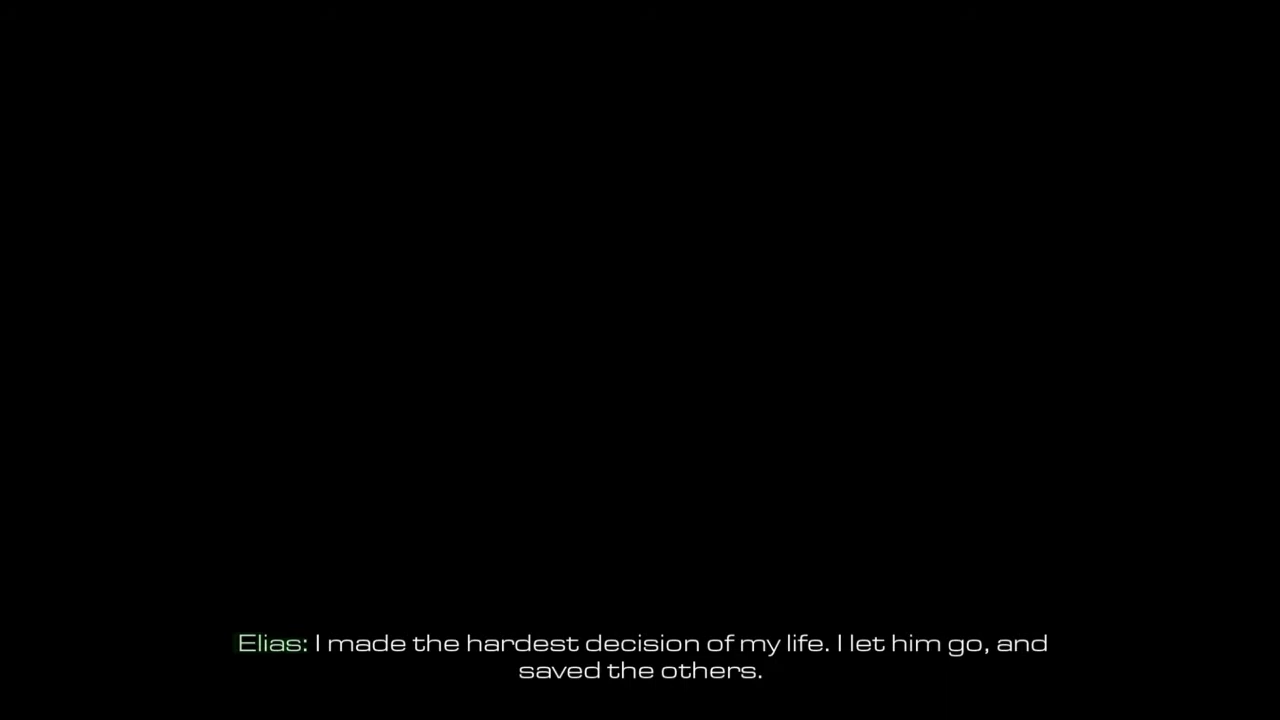 Elias: I made the hardest decision of my life. I let him go, and
saved the others.